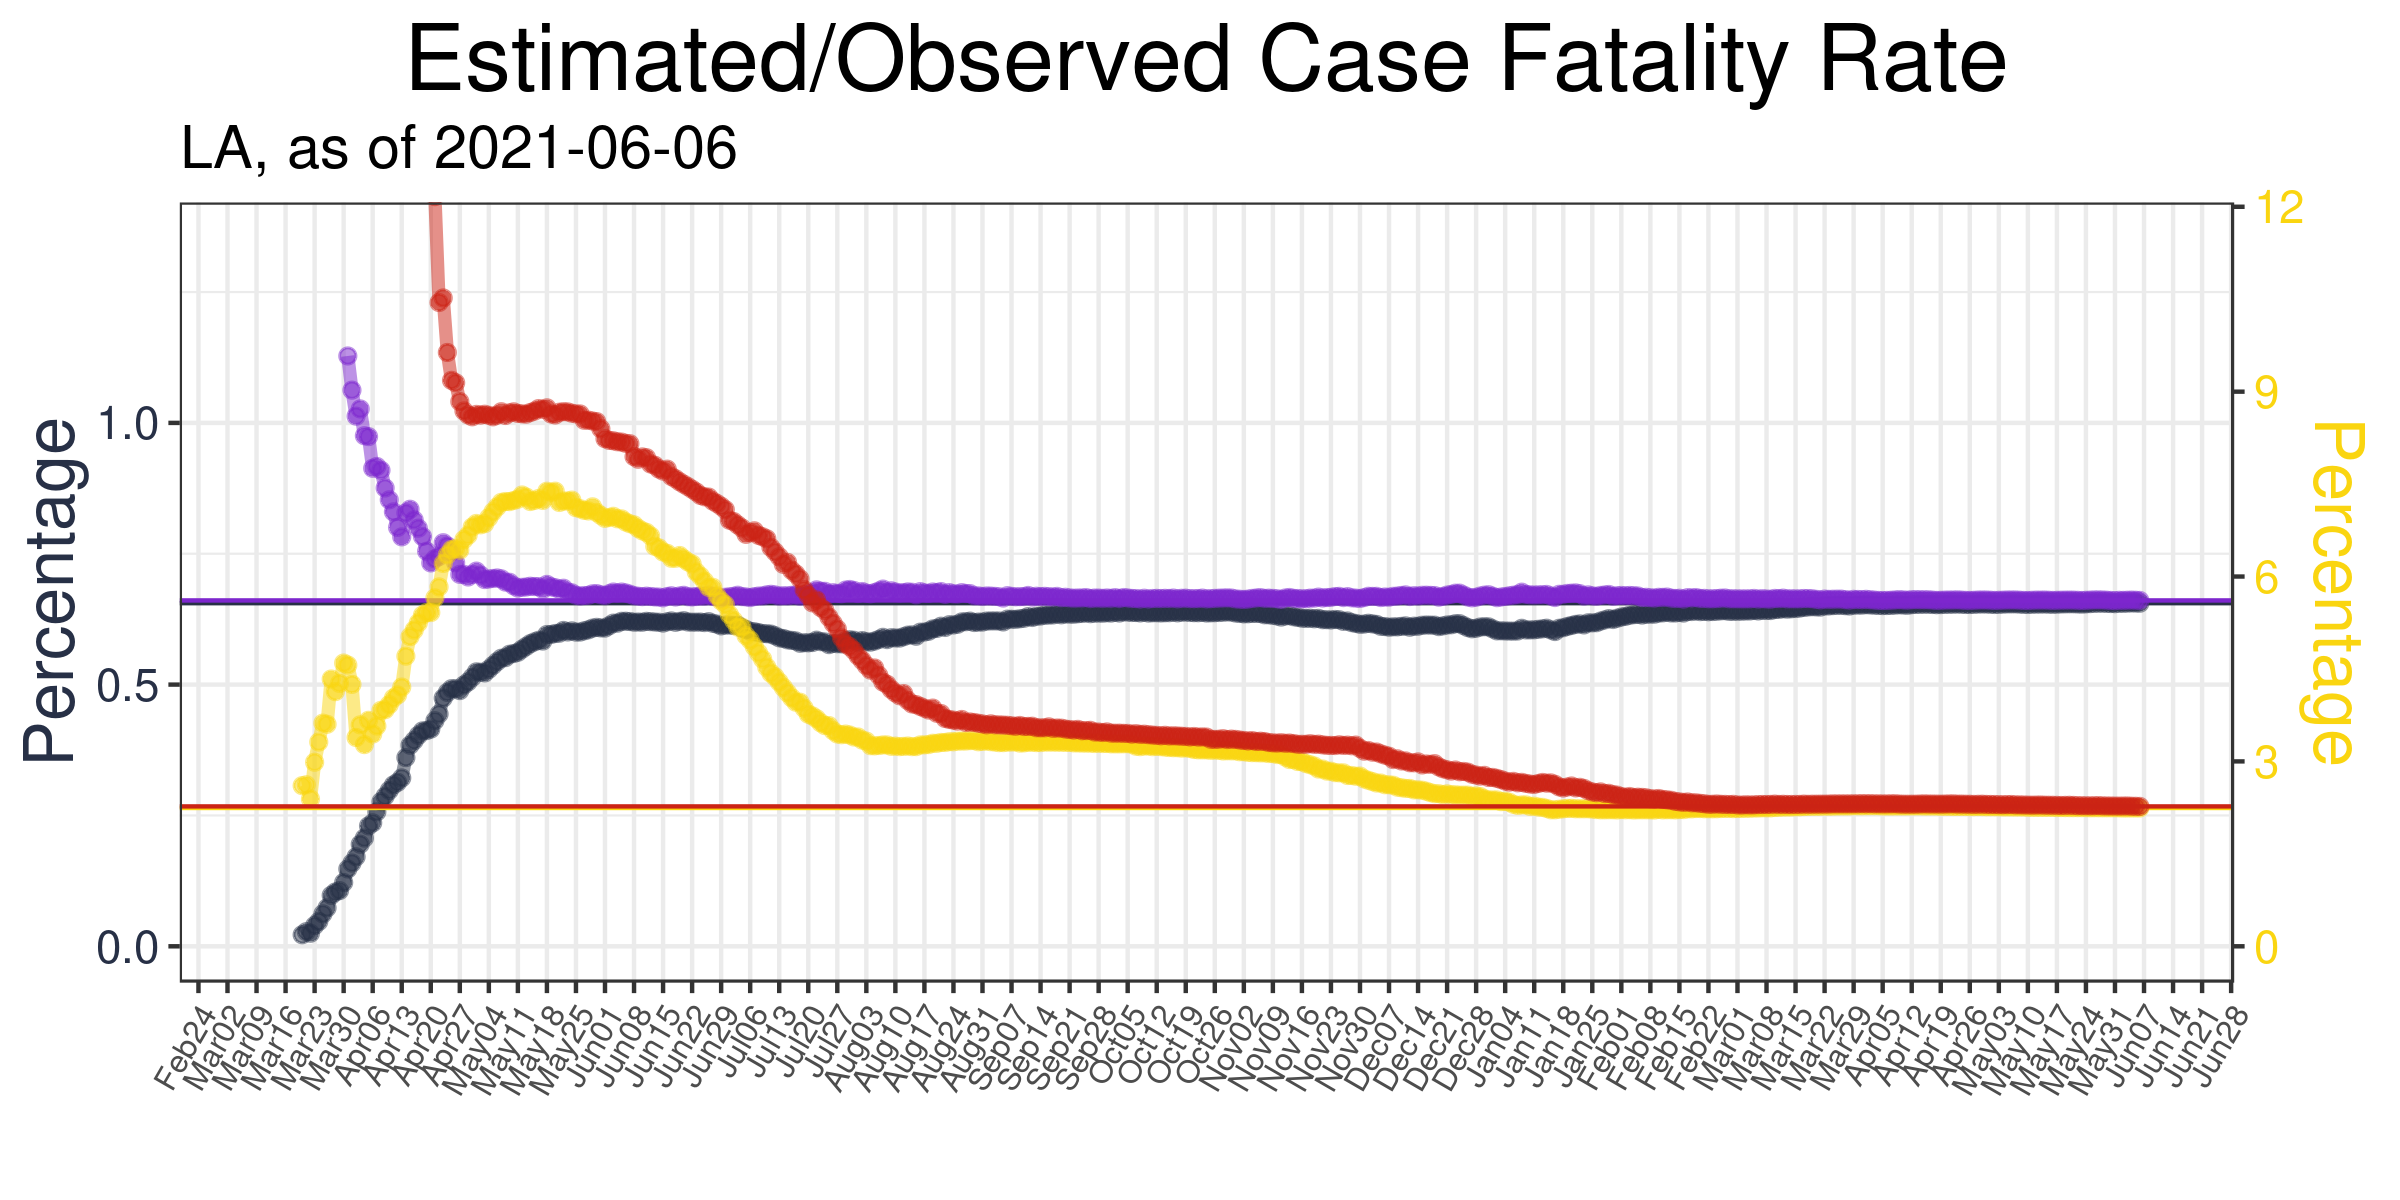 Estimated/Observed Case Fatality Rate
LA, as of 2021-06-06
Percentage
1.0
0.5
0.0
12
9
6
3
0
Percentage
Feb24
Mar02
Mar09
Mar16
Mar23
Mar30
Apr06
Apr13
Apr20
Apr27
May04
May11
May18
May25
Jun01
Jun08
Jun15
Jun22
Jun29
Jul06
Jul13
Jul20
Jul27
Aug03
Aug10
Aug17
Aug24
Aug31
Sep07
Sep14
Sep21
Sep28
Oct05
Oct12
Oct19
Oct26
Nov02
Nov09
Nov16
Nov23
Nov30
Dec07
Dec14
Dec21
Dec28
Jan04
Jan11
Jan18
Jan25
Feb01
Feb08
Feb15
Feb22
Mar01
Mar08
Mar15
Mar22
Mar29
Apr05
Apr12
Apr19
Apr26
May03
May10
May17
May24
May31
Jun07
Jun14
Jun21
Jun28